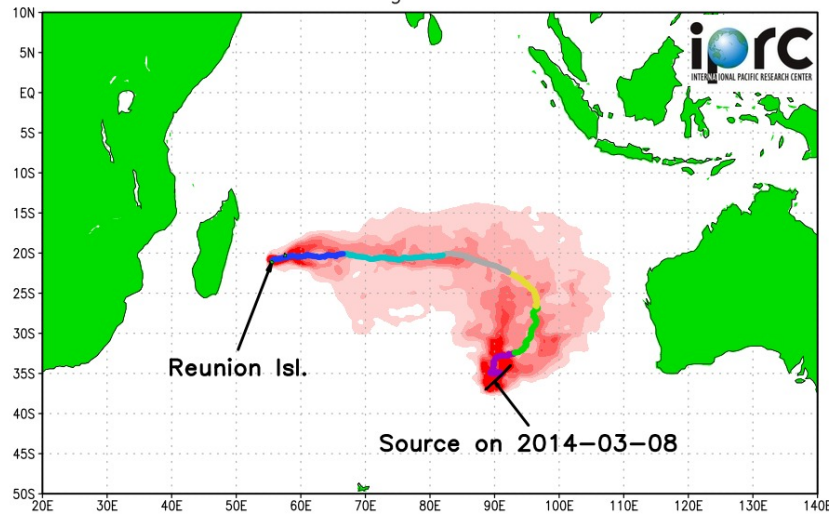 10N
iprc
INTERNATIONAL PACIFIC RESEARCH CENTER
5N
EQ
5S
10S
15S
20S
25S
30S
Reunion Isl.
35S
40S
Source on 2014-03-08
45S
50S
20E 30E 40E 50E 60E 70E 80E 90E 100E 110E 120E 130E 140E